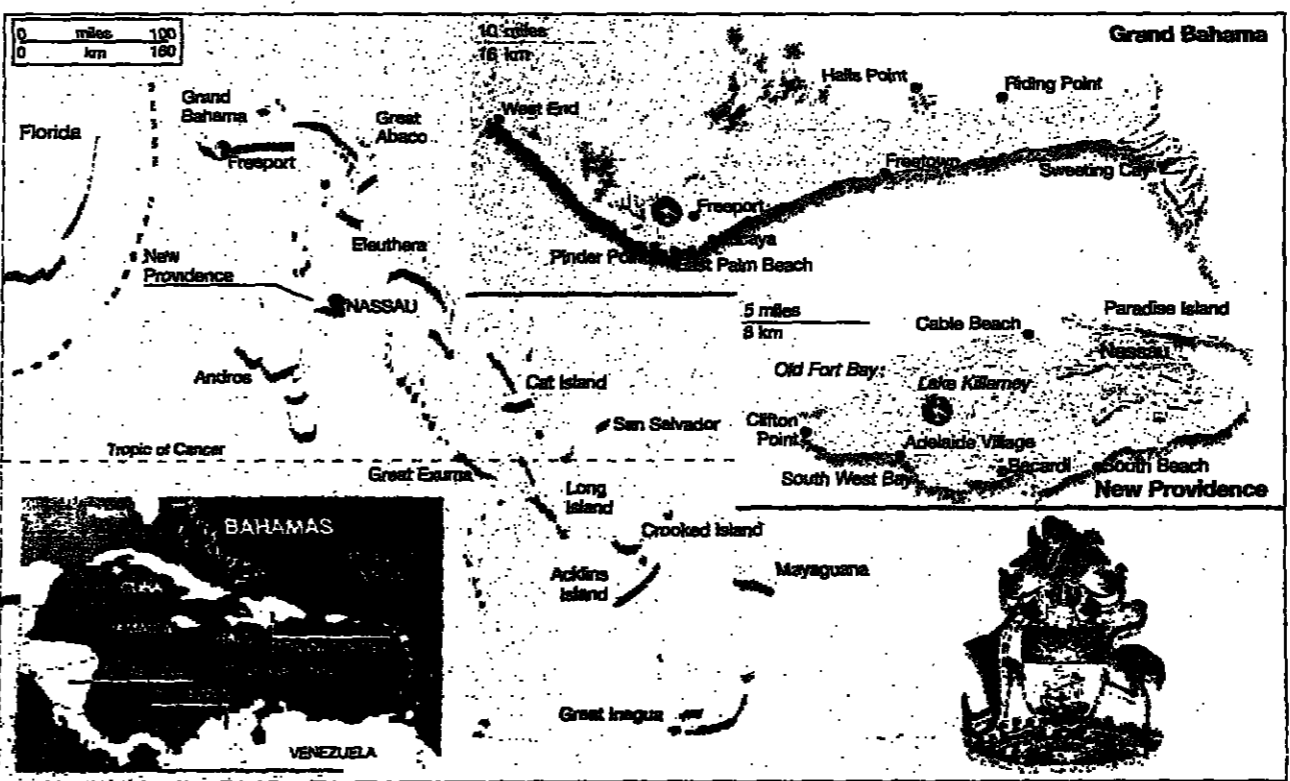 0 miles 100
0 km 160
Florida
Grand
Bahama
Freeport
Great
Abaco
Eleuthera
New
Providence
NASSAU
Andros
Cat Island
San Salvador
Tropic of Cancer
Great Exuma
Long
Island
Crooked Island
Acklins
Island
Mayaguana
Great Inagua
BAHAMAS
VENEZUELA
10 miles
16 km
Grand Bahama
West End
Halls Point
Riding Point
Freetown
Sweeting Cay
Freeport
Pinder
Palm Beach
5 miles
8 km
Cable Beach
Paradise Island
Nassau
Old Fort Bay
Lake Killarney
Clifton
Point
Adelaide Village
South West Bay
Bacardi
South Beach
New Providence